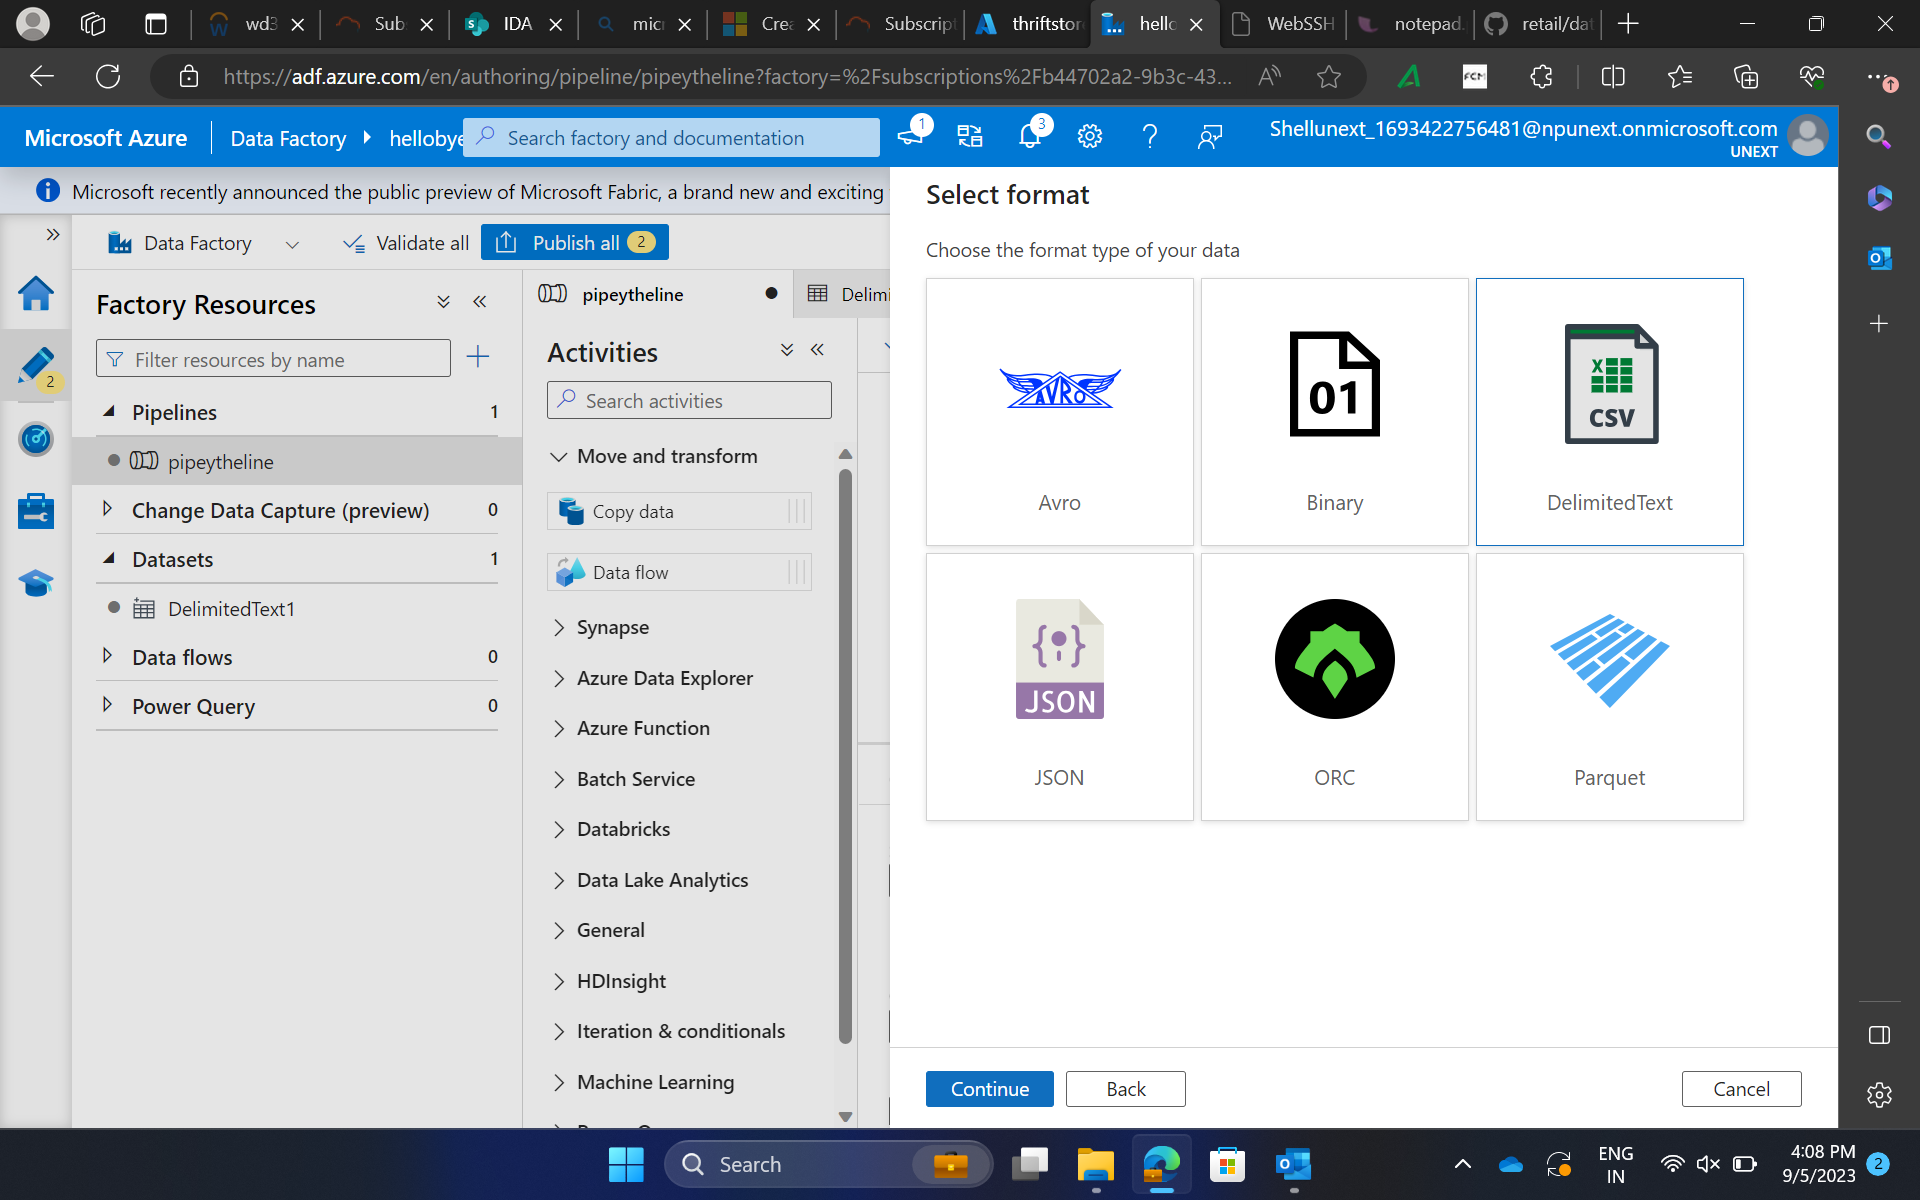 wd3
Sub
IDA
micr
Crea
Subscript
thriftstor
hello
WebSSH
notepad.
retail/dat
https://adf.azure.com/en/authoring/pipeline/pipeytheline?factory=%2Fsubscriptions%2Fb44702a2-9b3c-43...
Microsoft Azure
Data Factory
hellobye
Search factory and documentation
1
3
Shellunext_1693422756481@npunext.onmicrosoft.com
UNEXT
Microsoft recently announced the public preview of Microsoft Fabric, a brand new and exciting
Data Factory
Validate all
Publish all 2
Factory Resources
Filter resources by name
2
Pipelines 1
pipeytheline
Change Data Capture (preview) 0
Datasets 1
DelimitedText1
Data flows 0
Power Query 0
pipeytheline
Delimi
Activities
Search activities
Move and transform
Copy data
Data flow
Synapse
Azure Data Explorer
Azure Function
Batch Service
Databricks
Data Lake Analytics
General
HDInsight
Iteration & conditionals
Machine Learning
Select format
Choose the format type of your data
AVRO
Avro
01
Binary
X
CSV
DelimitedText
JSON
JSON
ORC
Parquet
Continue
Back
Cancel
Search
ENG
IN
4:08 PM
9/5/2023
2